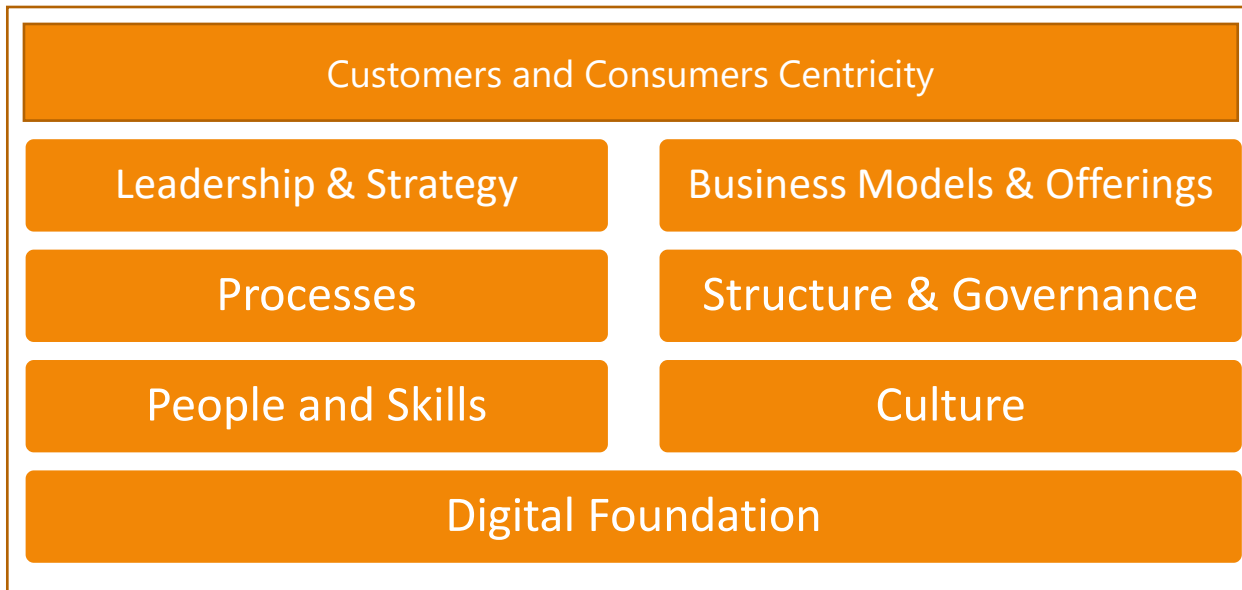 Customers and Consumers Centricity
Leadership & Strategy
Business Models & Offerings
Processes
Structure & Governance
People and Skills
Culture
Digital Foundation